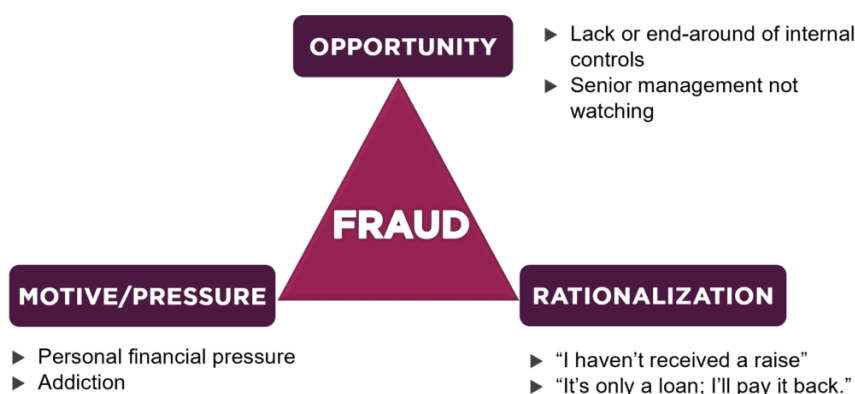 OPPORTUNITY
▶ Lack or end-around of internal
controls
▶ Senior management not
watching
FRAUD
MOTIVE/PRESSURE
▶ Personal financial pressure
▶ Addiction
RATIONALIZATION
▶ “I haven’t received a raise”
▶ “It’s only a loan; I’ll pay it back.”